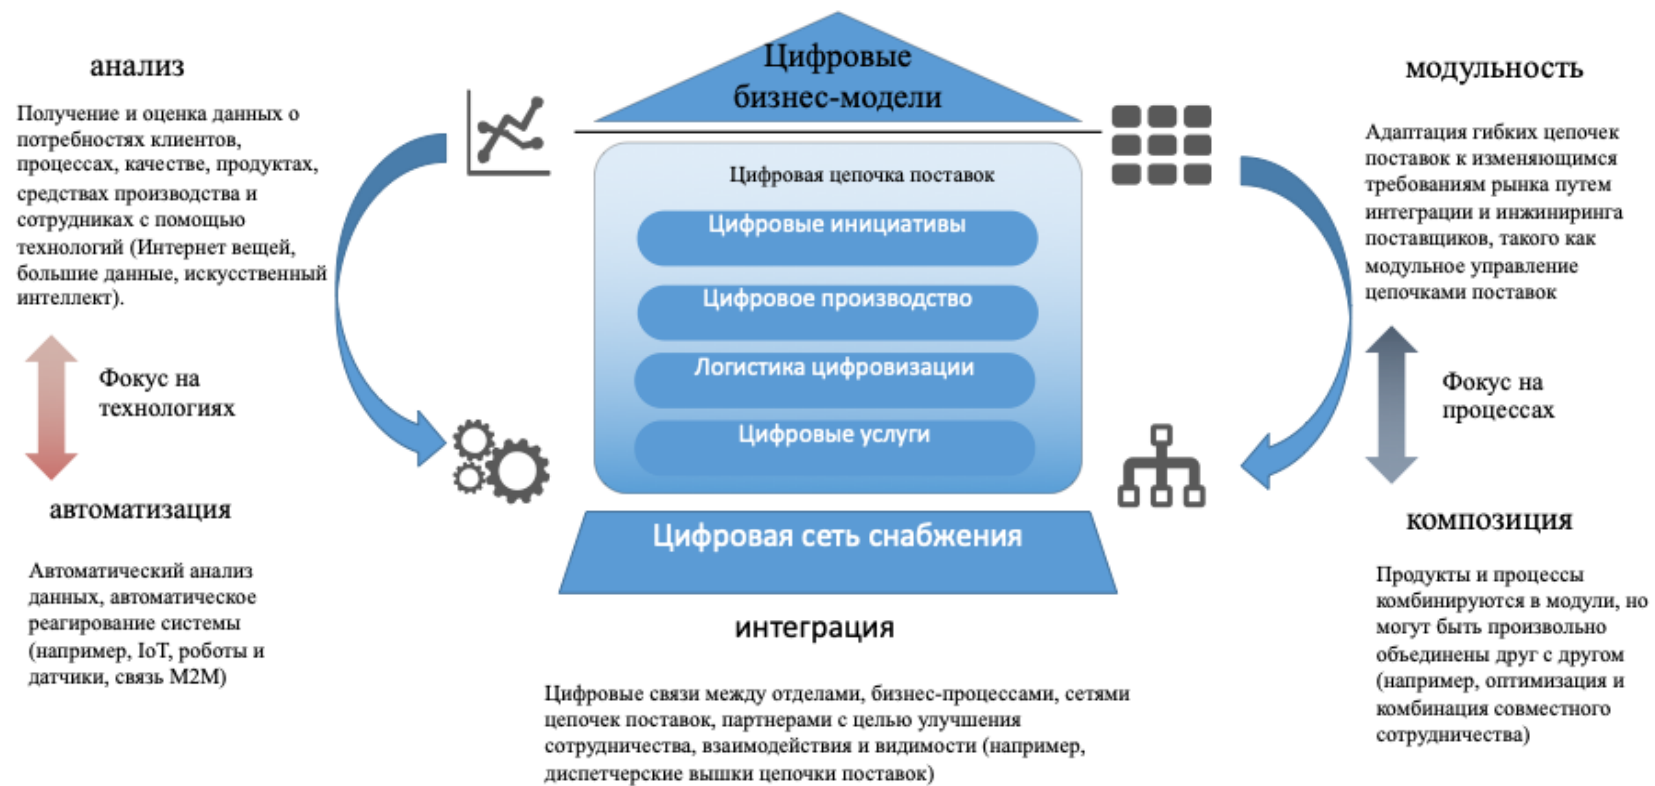 анализ
Получение и оценка данных о
потребностях клиентов,
процессах, качестве, продуктах,
средствах производства и
сотрудниках с помощью
технологий (Интернет вещей,
большие данные, искусственный
интеллект).
Фокус на
технологиях
автоматизация
Автоматический анализ
данных, автоматическое
реагирование системы
(например, IoT, роботы и
датчики, связь M2M)
Цифровые
бизнес-модели
Цифровая цепочка поставок
Цифровые инициативы
Цифровое производство
Логистика цифровизации
Цифровые услуги
Цифровая сеть снабжения
интеграция
Цифровые связи между отделами, бизнес-процессами, сетями
цепочек поставок, партнерами с целью улучшения
сотрудничества, взаимодействия и видимости (например,
диспетчерские вышки цепочки поставок)
модульность
Адаптация гибких цепочек
поставок к изменяющимся
требованиям рынка путем
интеграции и инжиниринга
поставщиков, такого как
модульное управление
цепочками поставок
Фокус на
процессах
композиция
Продукты и процессы
комбинируются в модули, но
могут быть произвольно
объединены друг с другом
(например, оптимизация и
комбинация совместного
сотрудничества)